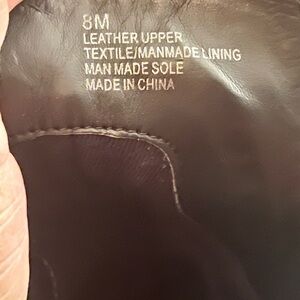 8M
LEATHER UPPER
TEXTILE/MANMADE LINING
MAN MADE SOLE
MADE IN CHINA